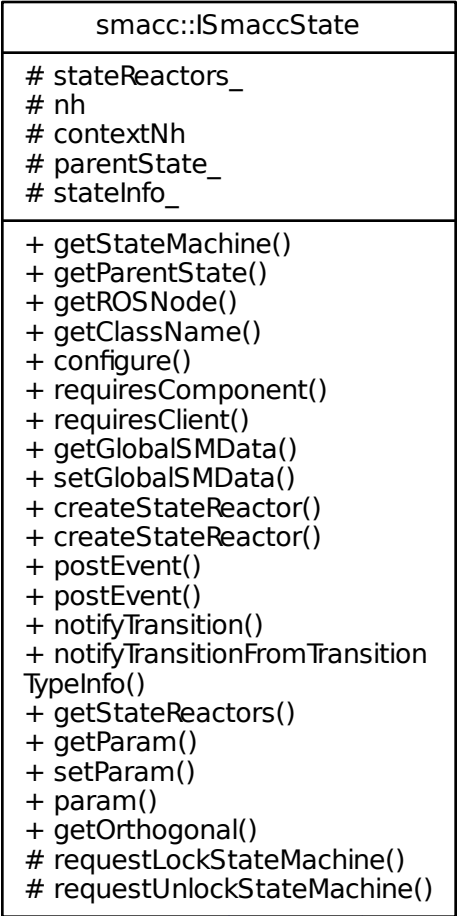 smacc::ISmaccState
# stateReactors_
# nh
# contextNh
# parentState_
# stateInfo_
+ getStateMachine()
+ getParentState()
+ getROSNode()
+ getClassName()
+ configure()
+ requiresComponent()
+ requiresClient()
+ getGlobalSMData()
+ setGlobalSMData()
+ createStateReactor()
+ createStateReactor()
+ postEvent()
+ postEvent()
+ notifyTransition()
+ notifyTransitionFromTransition
TypeInfo()
+ getStateReactors()
+ getParam()
+ setParam()
+ param()
+ getOrthogonal()
# requestLockStateMachine()
# requestUnlockStateMachine()